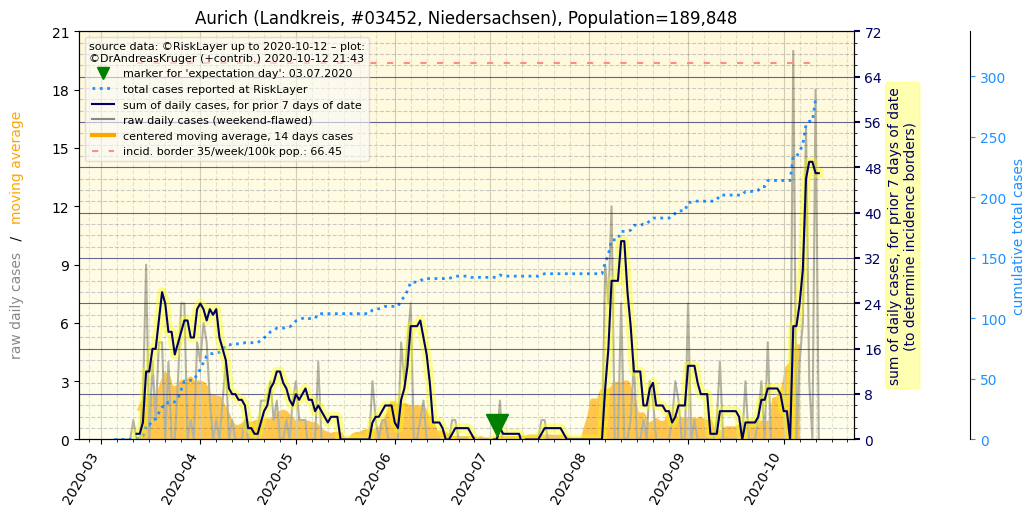 Aurich (Landkreis, #03452, Niedersachsen), Population=189,848
source data: ©RiskLayer up to 2020-10-12 – plot:
©DrAndreasKruger (+contrib.) 2020-10-12 21:43
marker for 'expectation day': 03.07.2020
total cases reported at RiskLayer
sum of daily cases, for prior 7 days of date
raw daily cases (weekend-flawed)
centered moving average, 14 days cases
incid. border 35/week/100k pop.: 66.45
raw daily cases / moving average
21
18
15
12
9
6
3
0
72
64
56
48
40
32
24
16
8
0
sum of daily cases, for prior 7 days of date
(to determine incidence borders)
300
250
200
150
100
50
0
cumulative total cases
2020-03
2020-04
2020-05
2020-06
2020-07
2020-08
2020-09
2020-10